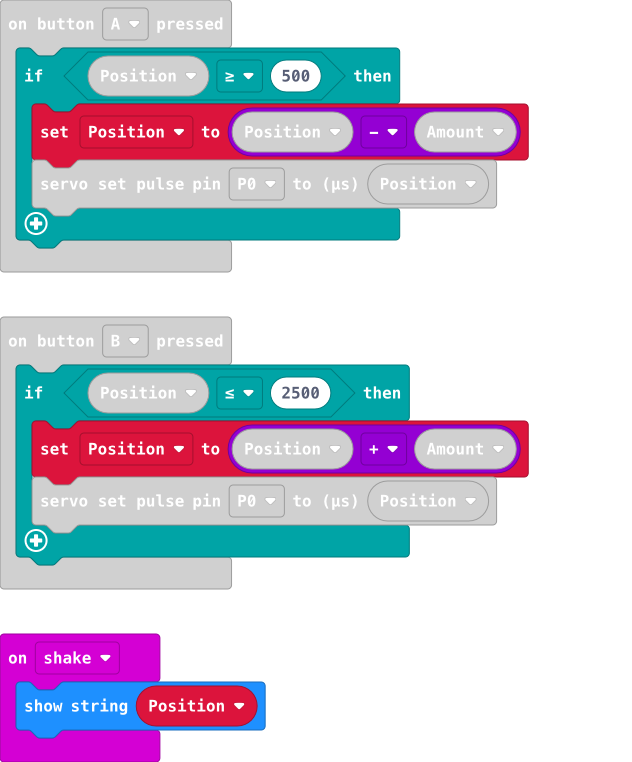 on button A pressed
if Position ≥ 500 then
set Position to Position - Amount
servo set pulse pin P0 to (µs) Position
on button B pressed
if Position ≤ 2500 then
set Position to Position + Amount
servo set pulse pin P0 to (µs) Position
on shake
show string Position